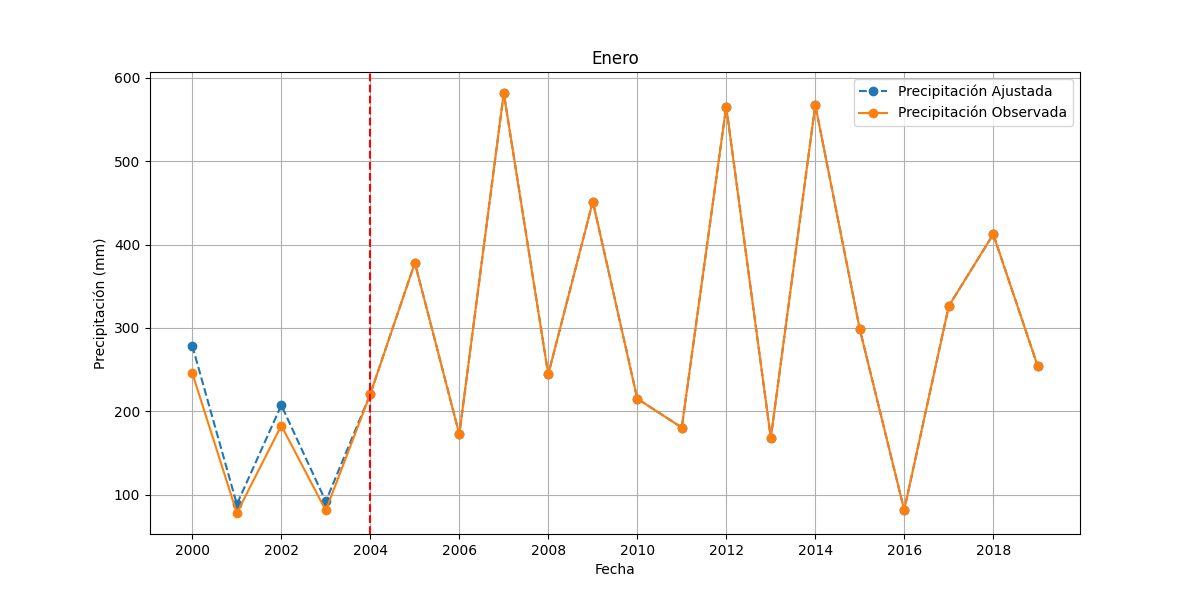 Enero
Precipitación Ajustada
Precipitación Observada
Precipitación (mm)
600
500
400
300
200
100
2000 2002 2004 2006 2008 2010 2012 2014 2016 2018
Fecha